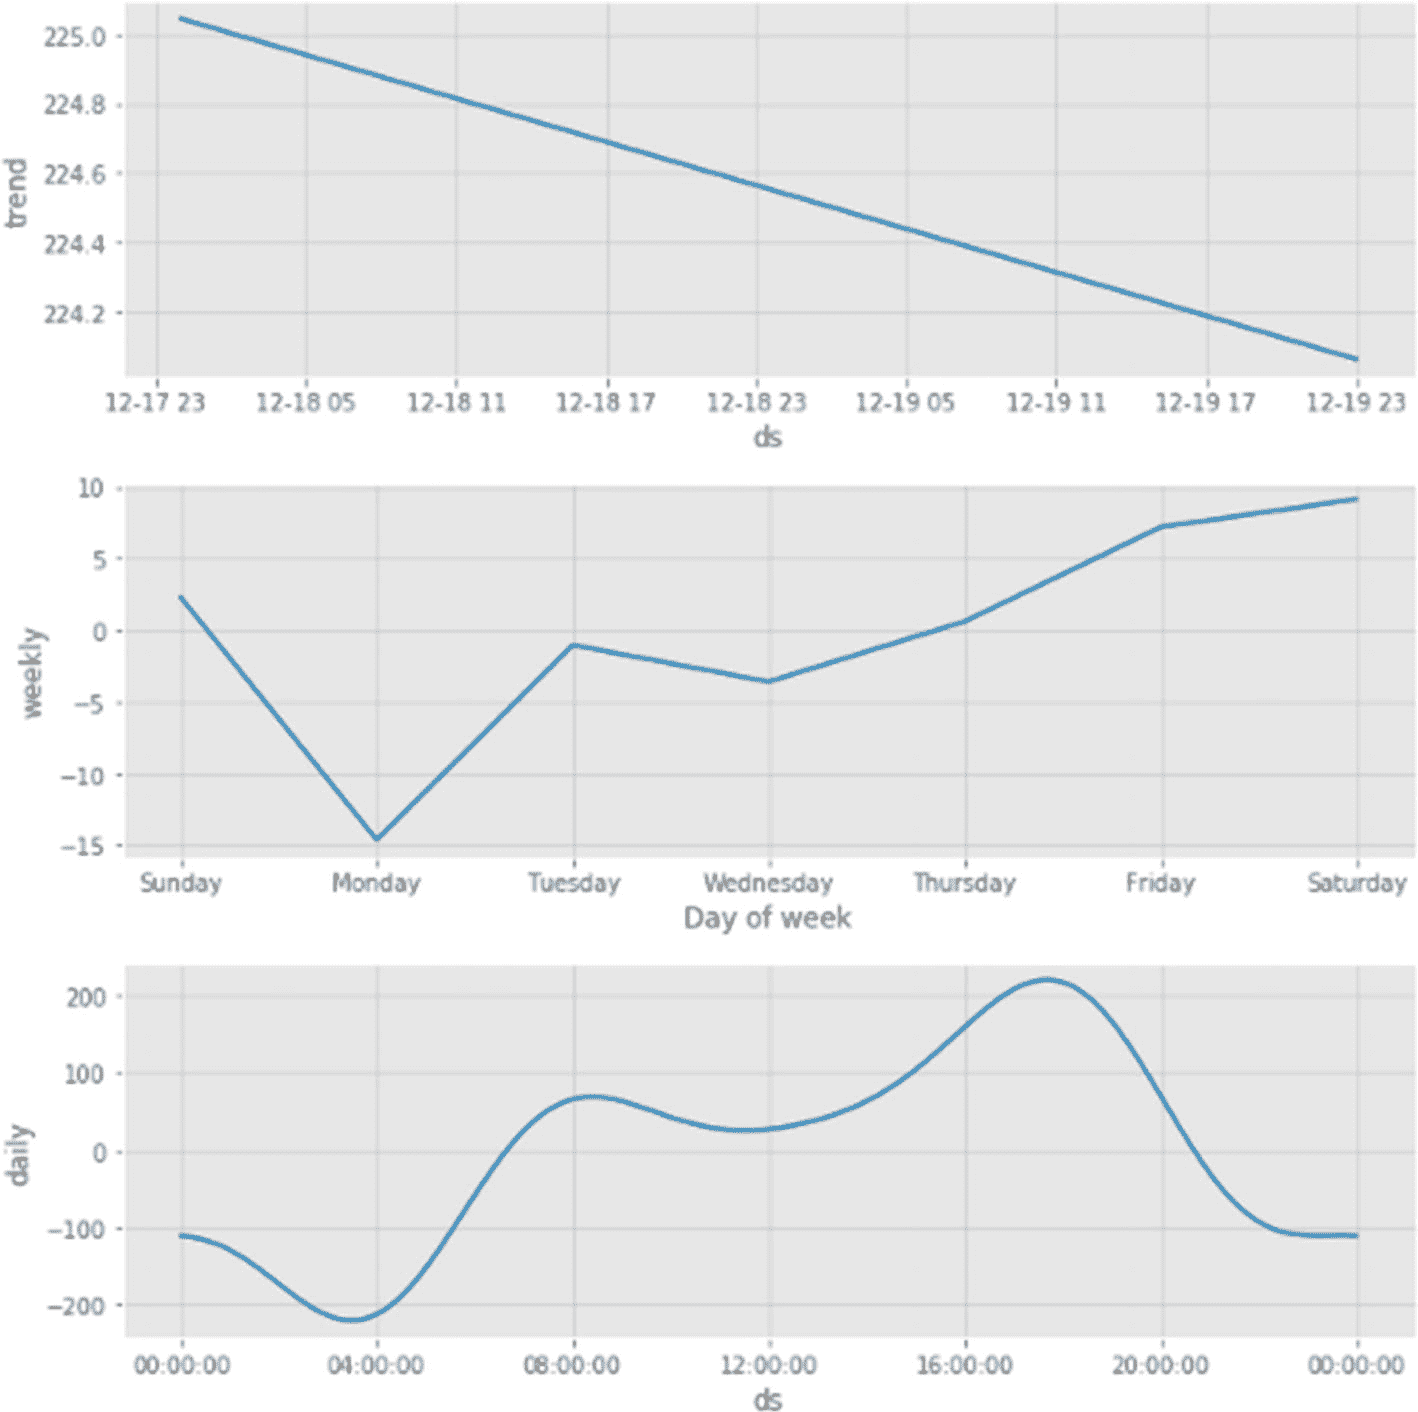 225.0
224.8
224.6
224.4
224.2
trend
12-17 23 12-18 05 12-18 11 12-18 17 12-18 23 12-19 05 12-19 11 12-19 17 12-19 23
ds
10
5
0
−5
−10
−15
weekly
Sunday Monday Tuesday Wednesday Thursday Friday Saturday
Day of week
200
100
0
−100
−200
daily
00:00:00 04:00:00 08:00:00 12:00:00 16:00:00 20:00:00 00:00:00
ds